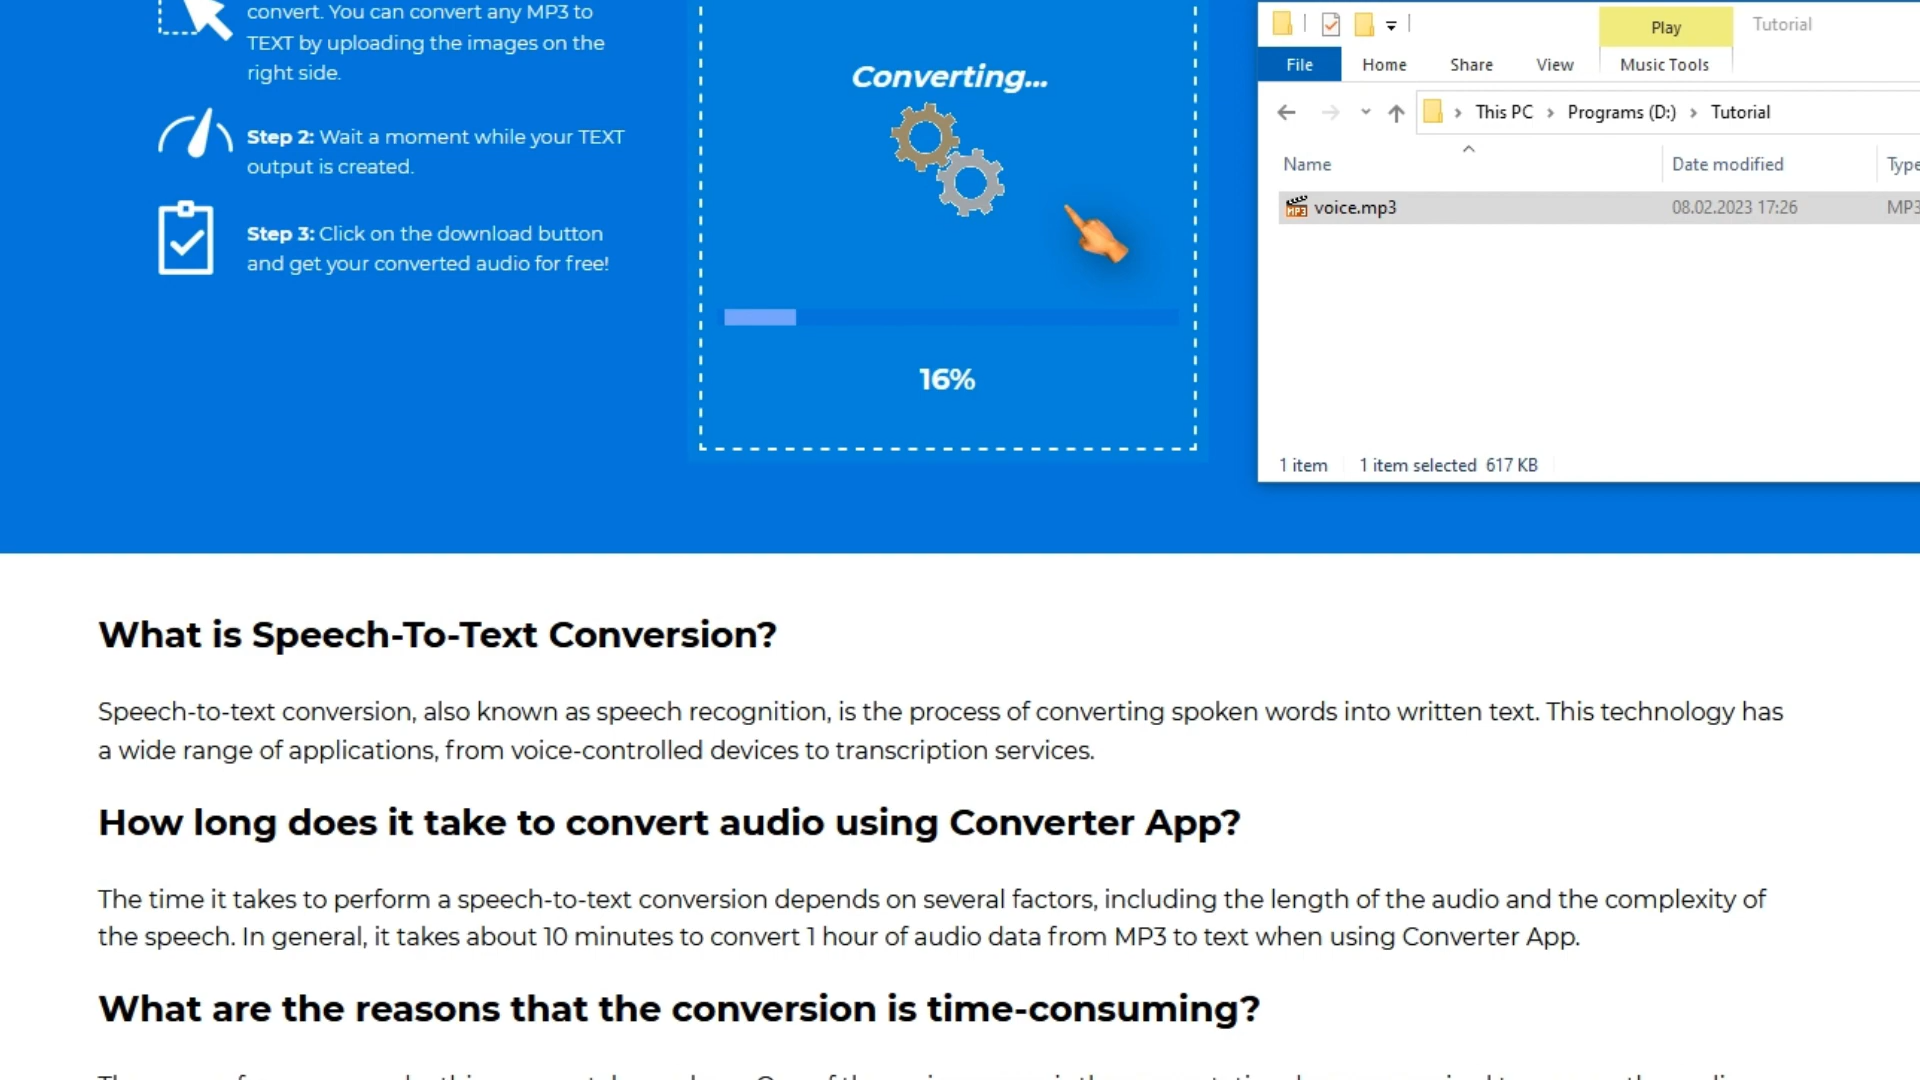 convert. You can convert any MP3 to
TEXT by uploading the images on the
right side.
Step 2: Wait a moment while your TEXT
output is created.
Step 3: Click on the download button
and get your converted audio for free!
Converting...
16%
Play
Tutorial
File
Home
Share
View
Music Tools
This PC > Programs (D:) > Tutorial
Name
Date modified
Type
MP3
voice.mp3
08.02.2023 17:26
MP3
1 item
1 item selected 617 KB
What is Speech-To-Text Conversion?
Speech-to-text conversion, also known as speech recognition, is the process of converting spoken words into written text. This technology has
a wide range of applications, from voice-controlled devices to transcription services.
How long does it take to convert audio using Converter App?
The time it takes to perform a speech-to-text conversion depends on several factors, including the length of the audio and the complexity of
the speech. In general, it takes about 10 minutes to convert 1 hour of audio data from MP3 to text when using Converter App.
What are the reasons that the conversion is time-consuming?